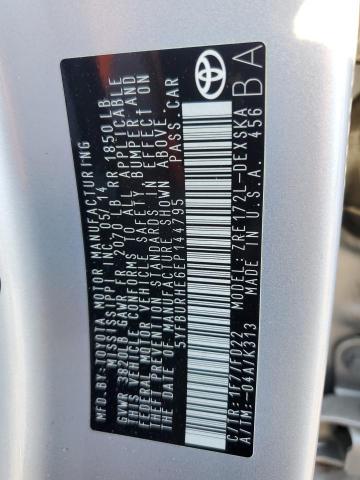 MFD. BY: TOYOTA MOTOR MANUFACTURING
MISSISSIPPI, INC. 05/14
GVWR 3820LB GAWR FR 2070LB RR 1850LB
THIS VEHICLE CONFORMS TO ALL APPLICABLE
FEDERAL MOTOR VEHICLE SAFETY, BUMPER, AND
THEFT PREVENTION STANDARDS IN EFFECT ON
THE DATE OF MANUFACTURE SHOWN ABOVE.
5YFBURHE6EP144795 PASS. CAR
TOYOTA
C/TR: 1F7/FD22 MODEL: ZRE172L-DEXSKA
A/TM: -04A/K313 MADE IN U.S.A. 456
BA